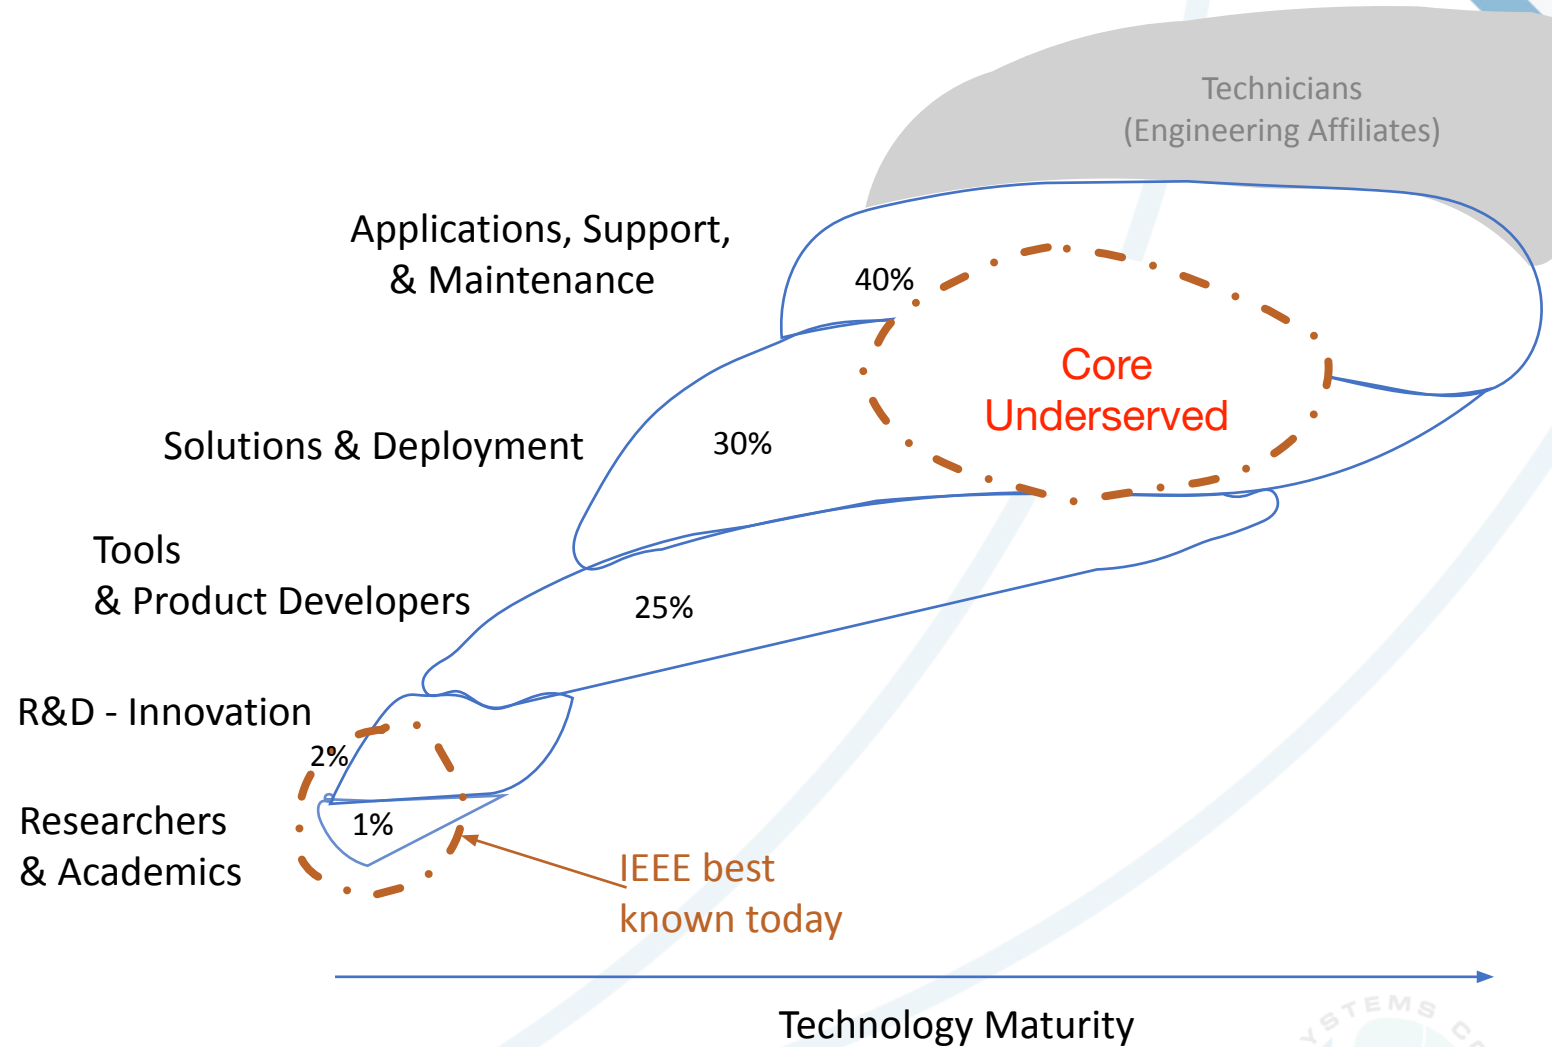 Technicians
(Engineering Affiliates)
Applications, Support,
& Maintenance
40%
Core
Underserved
Solutions & Deployment
30%
Tools
& Product Developers
25%
R&D - Innovation
2%
Researchers
& Academics
1%
IEEE best
known today
Technology Maturity
YSTEMS